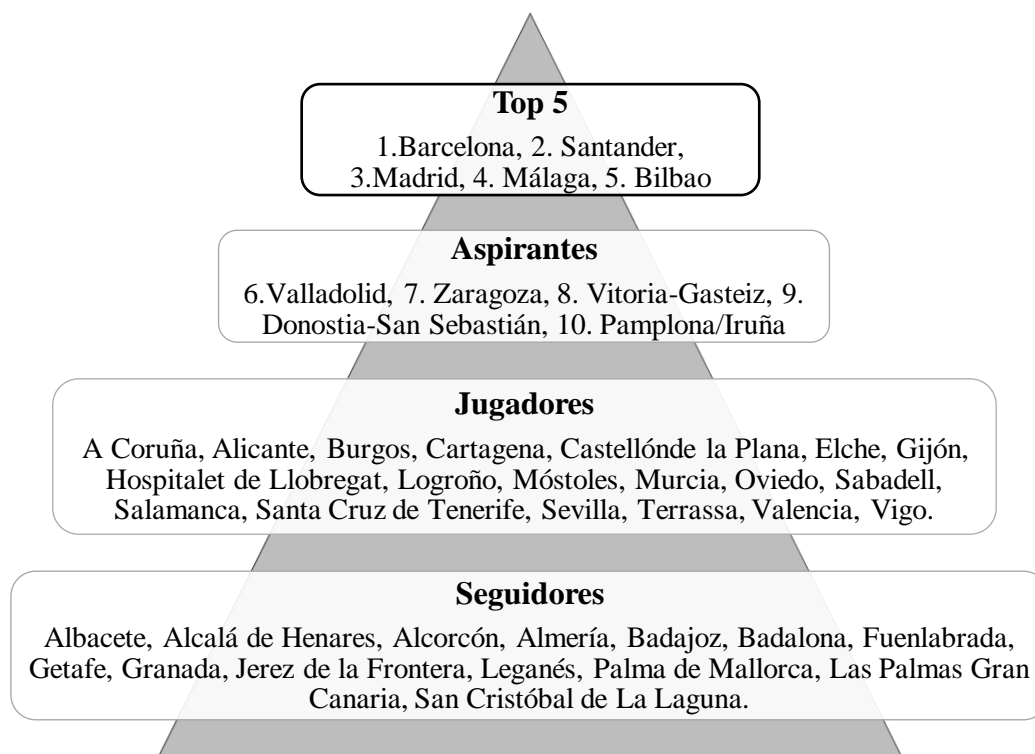 Top 5
1.Barcelona, 2. Santander,
3.Madrid, 4. Málaga, 5. Bilbao
Aspirantes
6.Valladolid, 7. Zaragoza, 8. Vitoria-Gasteiz, 9.
Donostia-San Sebastián, 10. Pamplona/Iruña
Jugadores
A Coruña, Alicante, Burgos, Cartagena, Castellónde la Plana, Elche, Gijón,
Hospitalet de Llobregat, Logroño, Móstoles, Murcia, Oviedo, Sabadell,
Salamanca, Santa Cruz de Tenerife, Sevilla, Terrassa, Valencia, Vigo.
Seguidores
Albacete, Alcalá de Henares, Alcorcón, Almería, Badajoz, Badalona, Fuenlabrada,
Getafe, Granada, Jerez de la Frontera, Leganés, Palma de Mallorca, Las Palmas Gran
Canaria, San Cristóbal de La Laguna.